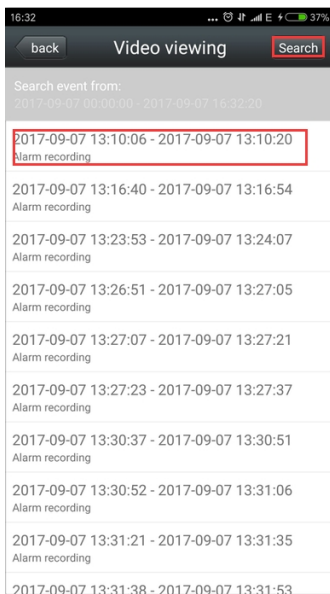 16:32 ... E 37%
back Video viewing Search
Search event from:
2017-09-07 00:00:00 - 2017-09-07 16:32:20
2017-09-07 13:10:06 - 2017-09-07 13:10:20
Alarm recording
2017-09-07 13:16:40 - 2017-09-07 13:16:54
Alarm recording
2017-09-07 13:23:53 - 2017-09-07 13:24:07
Alarm recording
2017-09-07 13:26:51 - 2017-09-07 13:27:05
Alarm recording
2017-09-07 13:27:07 - 2017-09-07 13:27:21
Alarm recording
2017-09-07 13:27:23 - 2017-09-07 13:27:37
Alarm recording
2017-09-07 13:30:37 - 2017-09-07 13:30:51
Alarm recording
2017-09-07 13:30:52 - 2017-09-07 13:31:06
Alarm recording
2017-09-07 13:31:21 - 2017-09-07 13:31:35
Alarm recording
2017-09-07 13:31:38 - 2017-09-07 13:31:53